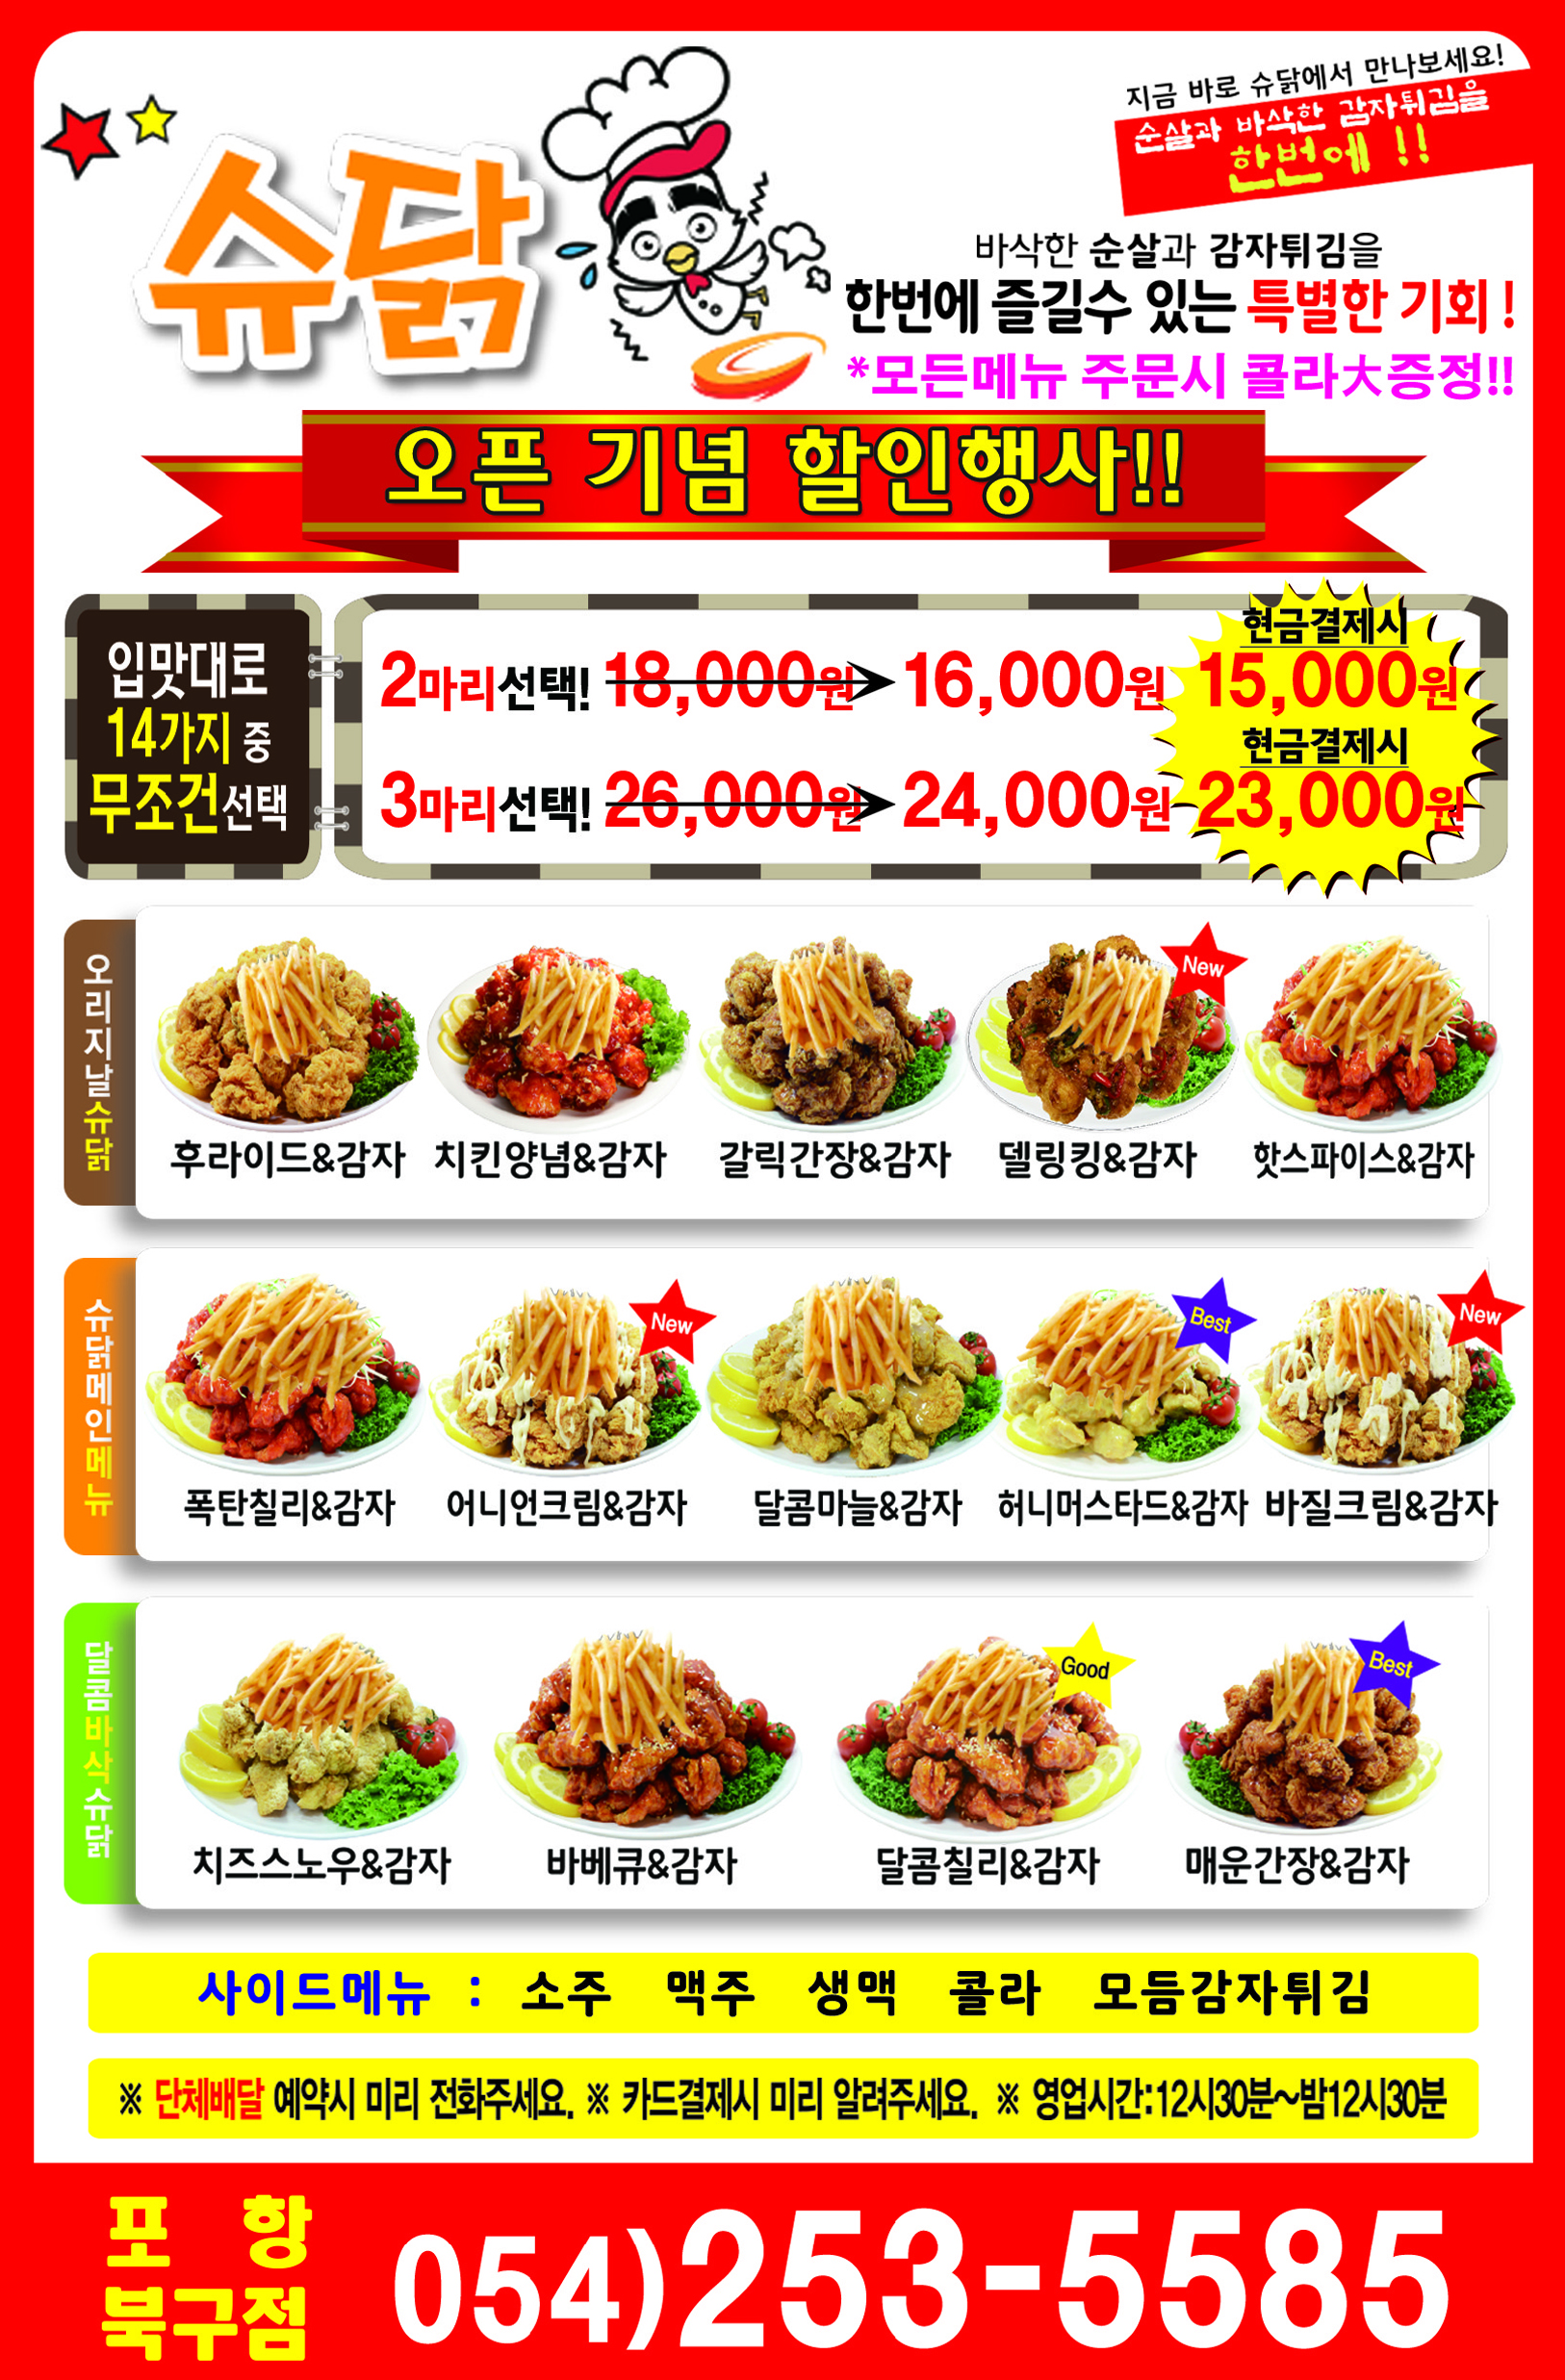 지금 바로 슈닭에서 만나보세요!
순살과 바삭한 감자튀김을
한번에 !!
슈닭
바삭한 순살과 감자튀김을
한번에 즐길수 있는 특별한 기회 !
*모든메뉴 주문시 콜라大증정!!
오픈 기념 할인행사!!
입맛대로
14가지 중
무조건선택
현금결제시
2마리선택! 18,000원 16,000원 15,000원
현금결제시
3마리선택! 26,000원 24,000원 23,000원
오리지날슈닭
New
후라이드&감자 치킨양념&감자 갈릭간장&감자 델링킹&감자 핫스파이스&감자
슈닭메인메뉴
New Best New
폭탄칠리&감자 어니언크림&감자 달콤마늘&감자 허니머스타드&감자 바질크림&감자
달콤바삭슈닭
Good Best
치즈스노우&감자 바베큐&감자 달콤칠리&감자 매운간장&감자
사이드메뉴 : 소주 맥주 생맥 콜라 모듬감자튀김
※ 단체배달 예약시 미리 전화주세요. ※ 카드결제시 미리 알려주세요. ※ 영업시간:12시30분~밤12시30분
포 항
북구점
054)253-5585